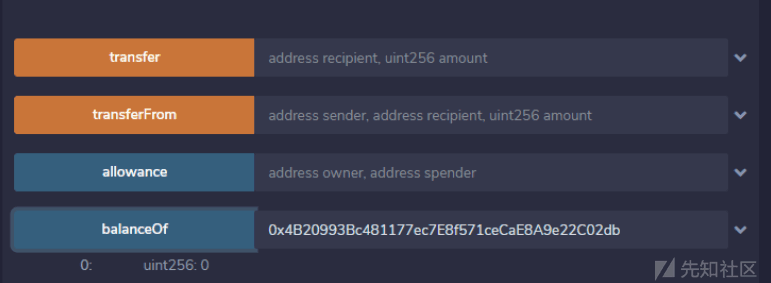 transfer address recipient, uint256 amount
transferFrom address sender, address recipient, uint256 amount
allowance address owner, address spender
balanceOf 0x4B20993Bc481177ec7E8f571ceCaE8A9e22C02db
0: uint256: 0
先知社区